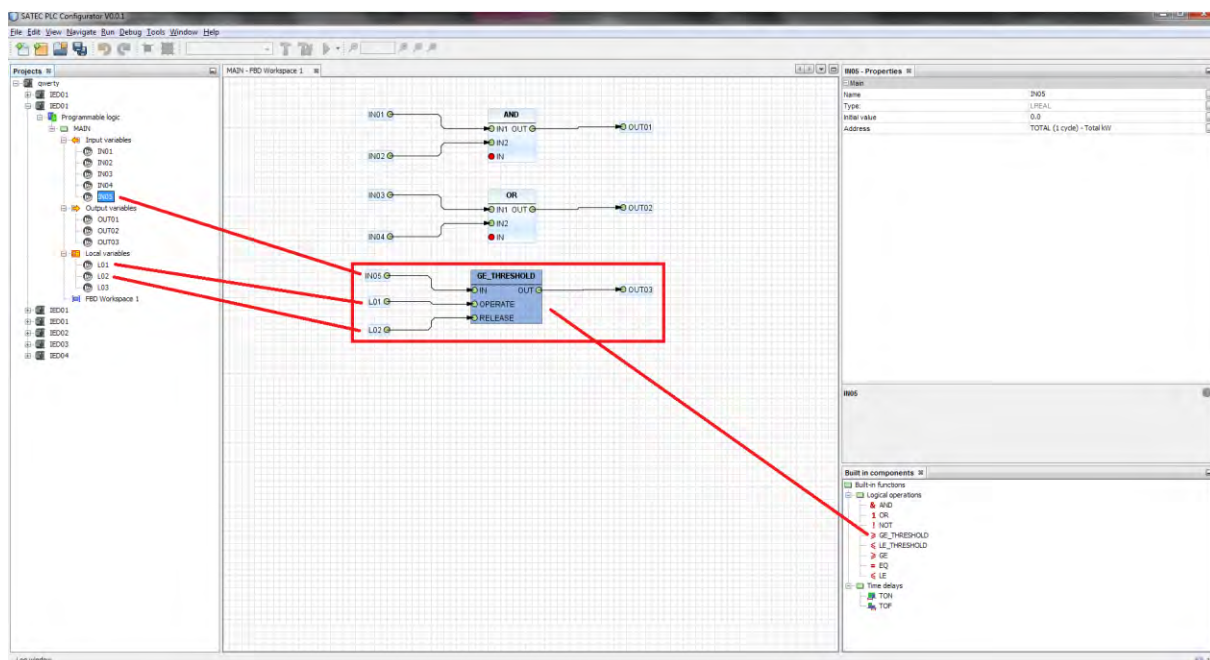 SATEC PLC Configurator V0.0.1
File Edit View Navigate Run Debug Tools Window Help
Projects
qwerty
IED01
IED01
Programmable logic
MAIN
Input variables
IN01
IN02
IN03
IN04
IN05
Output variables
OUT01
OUT02
OUT03
Local variables
L01
L02
L03
FBD Workspace 1
IED01
IED01
IED02
IED03
IED04
MAIN - FBD Workspace 1
IN01
AND
IN1 OUT
OUT01
IN02
IN2
IN
IN03
OR
IN1 OUT
OUT02
IN2
IN04
IN
IN05
GE_THRESHOLD
IN OUT
OUT03
L01
OPERATE
L02
RELEASE
IN05 - Properties
Main
Name IN05
Type: LREAL
Initial value 0.0
Address TOTAL (1 cycle) - Total kW
IN05
Built in components
Built-in functions
Logical operations
& AND
1 OR
! NOT
≥ GE_THRESHOLD
≤ LE_THRESHOLD
≥ GE
= EQ
≤ LE
Time delays
TON
TOF
Log window